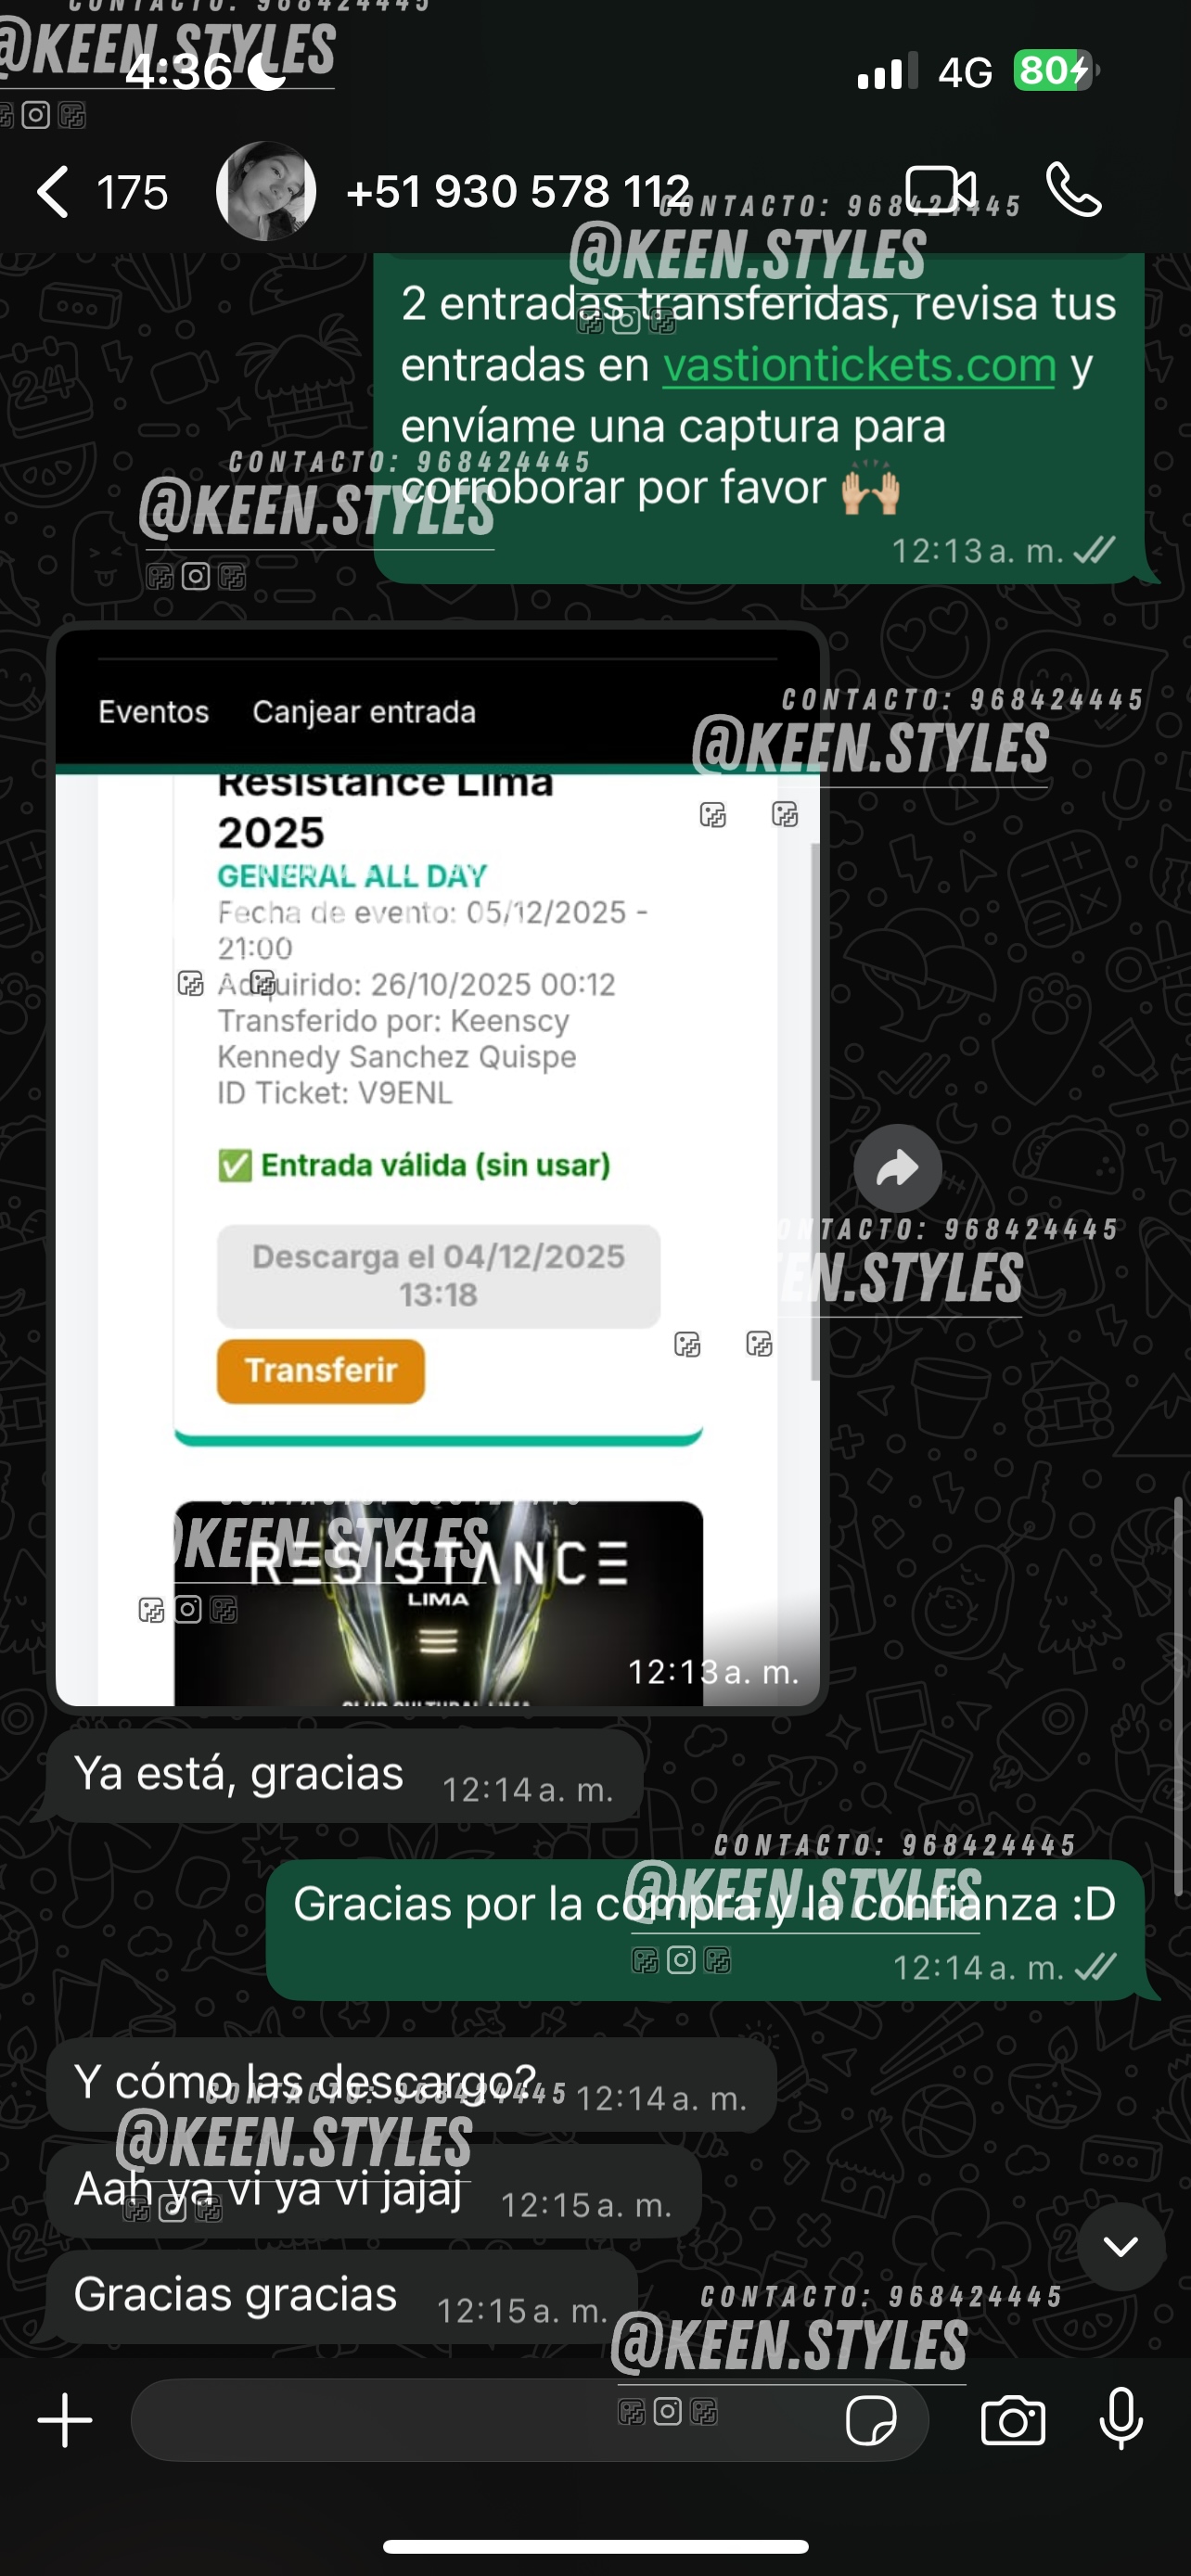 CONTACTO: 968424445
@KEEN.STYLES
4:36
4G
80
175
+51 930 578 112
CONTACTO: 968424445
@KEEN.STYLES
2 entradas transferidas, revisa tus
entradas en vastiontickets.com y
envíame una captura para
corroborar por favor 🙌🏼
CONTACTO: 968424445
@KEEN.STYLES
12:13 a. m.
Eventos
Canjear entrada
CONTACTO: 968424445
@KEEN.STYLES
Resistance Lima
2025
GENERAL ALL DAY
Fecha de evento: 05/12/2025 -
21:00
Adquirido: 26/10/2025 00:12
Transferido por: Keenscy
Kennedy Sanchez Quispe
ID Ticket: V9ENL
✅ Entrada válida (sin usar)
ONTACTO: 968424445
EN.STYLES
Descarga el 04/12/2025
13:18
Transferir
KEEN.STYLES
RESISTANCE
LIMA
CLUB CULTURAL LIMA
12:13 a. m.
Ya está, gracias
12:14 a. m.
CONTACTO: 968424445
@KEEN.STYLES
Gracias por la compra y la confianza :D
12:14 a. m.
Y cómo las descargo?
12:14 a. m.
CONTACTO: 968424445
@KEEN.STYLES
Aah ya vi ya vi jajaj
12:15 a. m.
Gracias gracias
12:15 a. m.
CONTACTO: 968424445
@KEEN.STYLES